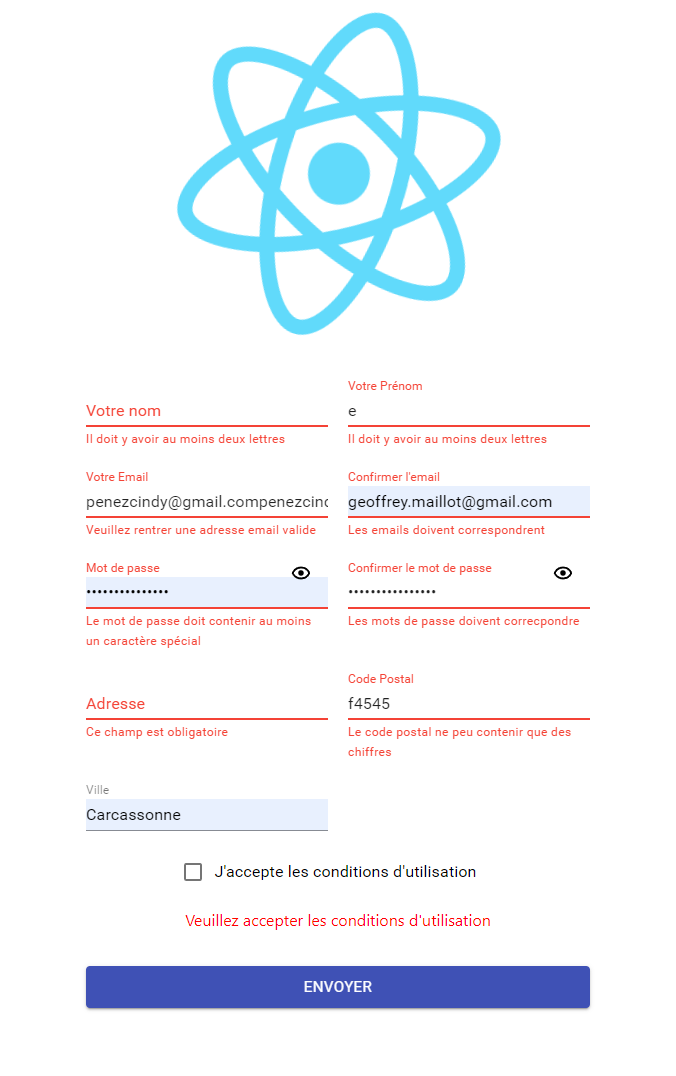 Votre Prénom
Votre nom
e
Il doit y avoir au moins deux lettres
Il doit y avoir au moins deux lettres
Votre Email
Confirmer l'email
penezcindy@gmail.compenezcinc
geoffrey.maillot@gmail.com
Veuillez rentrer une adresse email valide
Les emails doivent correspondrent
Mot de passe
Confirmer le mot de passe
•••••••••••••••
•••••••••••••••
Le mot de passe doit contenir au moins
un caractère spécial
Les mots de passe doivent correcpondre
Code Postal
Adresse
f4545
Ce champ est obligatoire
Le code postal ne peu contenir que des
chiffres
Ville
Carcassonne
J'accepte les conditions d'utilisation
Veuillez accepter les conditions d'utilisation
ENVOYER